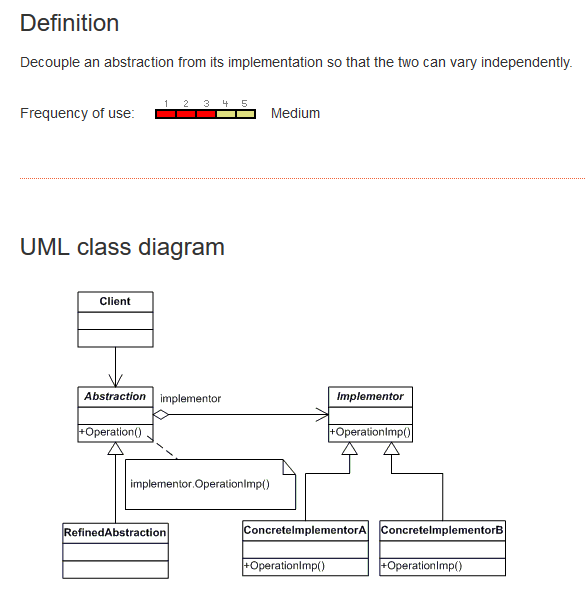 Definition
Decouple an abstraction from its implementation so that the two can vary independently.
1 2 3 4 5
Frequency of use: Medium
UML class diagram
Client
Abstraction implementor Implementor
+Operation() +OperationImp()
implementor.OperationImp()
RefinedAbstraction ConcreteImplementorA ConcreteImplementorB
+OperationImp() +OperationImp()